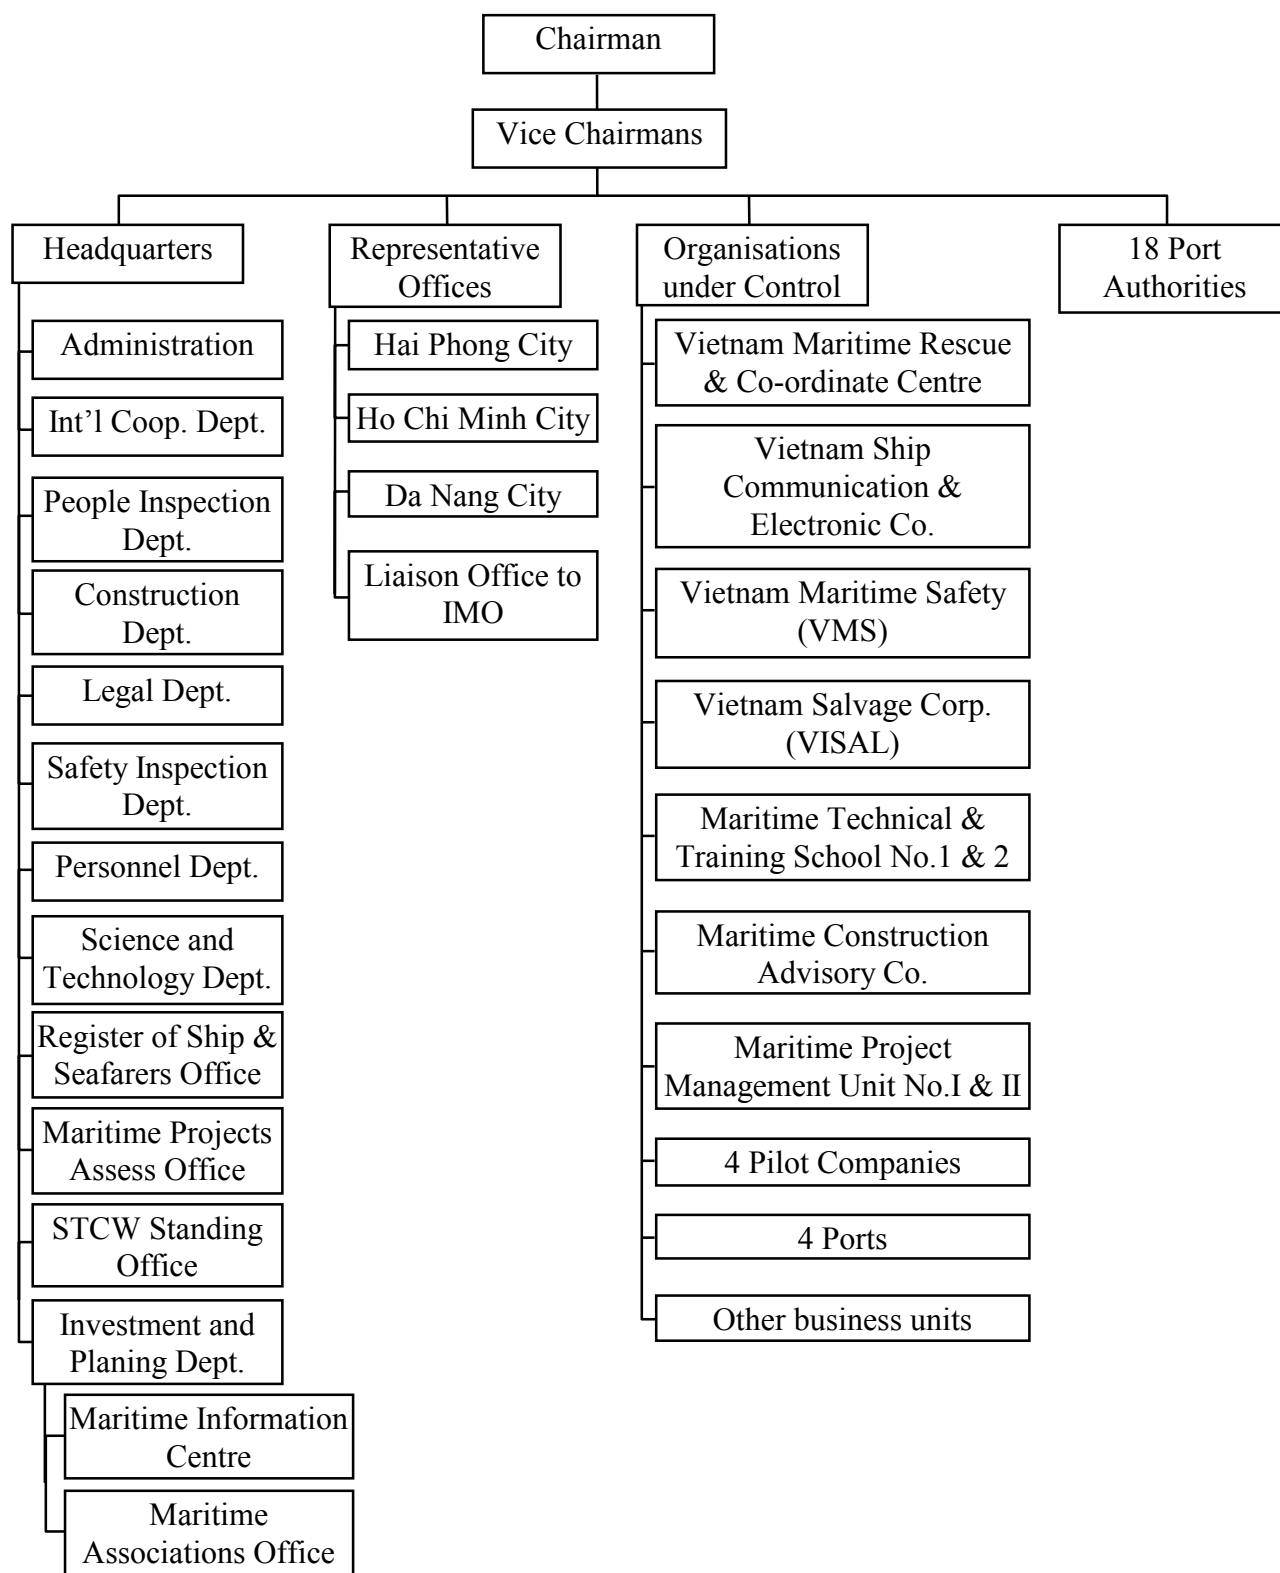 Chairman
Vice Chairmans
Headquarters
Administration
Int’l Coop. Dept.
People Inspection
Dept.
Construction
Dept.
Legal Dept.
Safety Inspection
Dept.
Personnel Dept.
Science and
Technology Dept.
Register of Ship &
Seafarers Office
Maritime Projects
Assess Office
STCW Standing
Office
Investment and
Planing Dept.
Maritime Information
Centre
Maritime
Associations Office
Representative
Offices
Hai Phong City
Ho Chi Minh City
Da Nang City
Liaison Office to
IMO
Organisations
under Control
Vietnam Maritime Rescue
& Co-ordinate Centre
Vietnam Ship
Communication &
Electronic Co.
Vietnam Maritime Safety
(VMS)
Vietnam Salvage Corp.
(VISAL)
Maritime Technical &
Training School No.1 & 2
Maritime Construction
Advisory Co.
Maritime Project
Management Unit No.I & II
4 Pilot Companies
4 Ports
Other business units
18 Port
Authorities